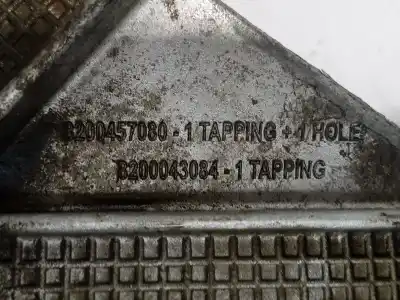 8200457080 - 1 TAPPING + 1 HOLE
8200043084 - 1 TAPPING